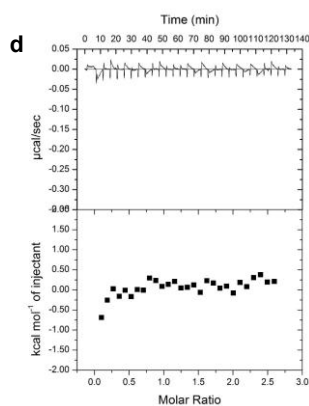 d
Time (min)
0 10 20 30 40 50 60 70 80 90 100 110 120 130 140
0.05
0.00
-0.05
-0.10
-0.15
-0.20
-0.25
-0.30
-0.35
µcal/sec
1.50
1.00
0.50
0.00
-0.50
-1.00
-1.50
-2.00
kcal mol⁻¹ of injectant
0.0 0.5 1.0 1.5 2.0 2.5 3.0
Molar Ratio